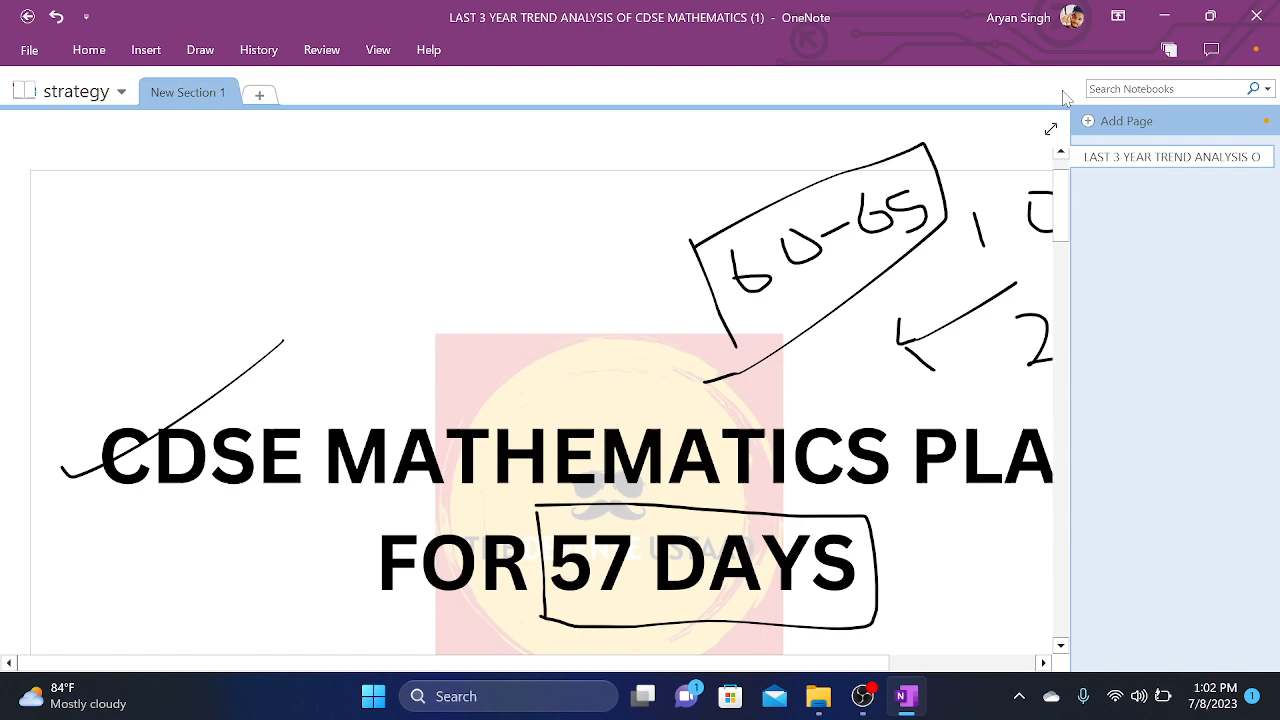 LAST 3 YEAR TREND ANALYSIS OF CDSE MATHEMATICS (1) - OneNote
Aryan Singh
File Home Insert Draw History Review View Help
strategy
New Section 1
Search Notebooks
Add Page
LAST 3 YEAR TREND ANALYSIS O
60-65
CDSE MATHEMATICS PLA
FOR 57 DAYS
84°F
Mostly cloudy
Search
1
1:02 PM
7/8/2023
1